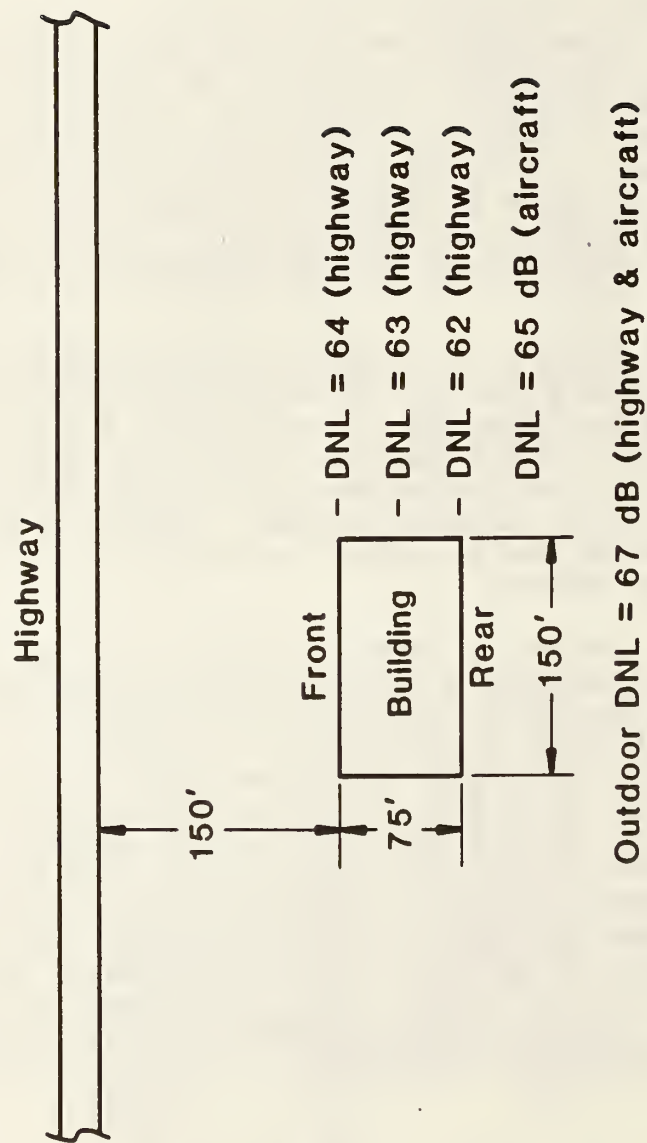 Highway
150'
Front
Building
Rear
75'
150'
- DNL = 64 (highway)
- DNL = 63 (highway)
- DNL = 62 (highway)
DNL = 65 dB (aircraft)
Outdoor DNL = 67 dB (highway & aircraft)